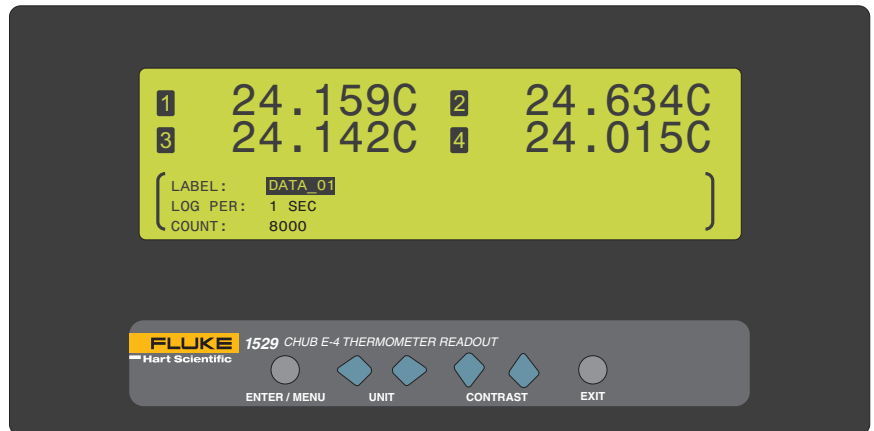 1 24.159C 2 24.634C
3 24.142C 4 24.015C
LABEL: DATA_01
LOG PER: 1 SEC
COUNT: 8000
FLUKE 1529 CHUB E-4 THERMOMETER READOUT
Hart Scientific
ENTER / MENU UNIT CONTRAST EXIT